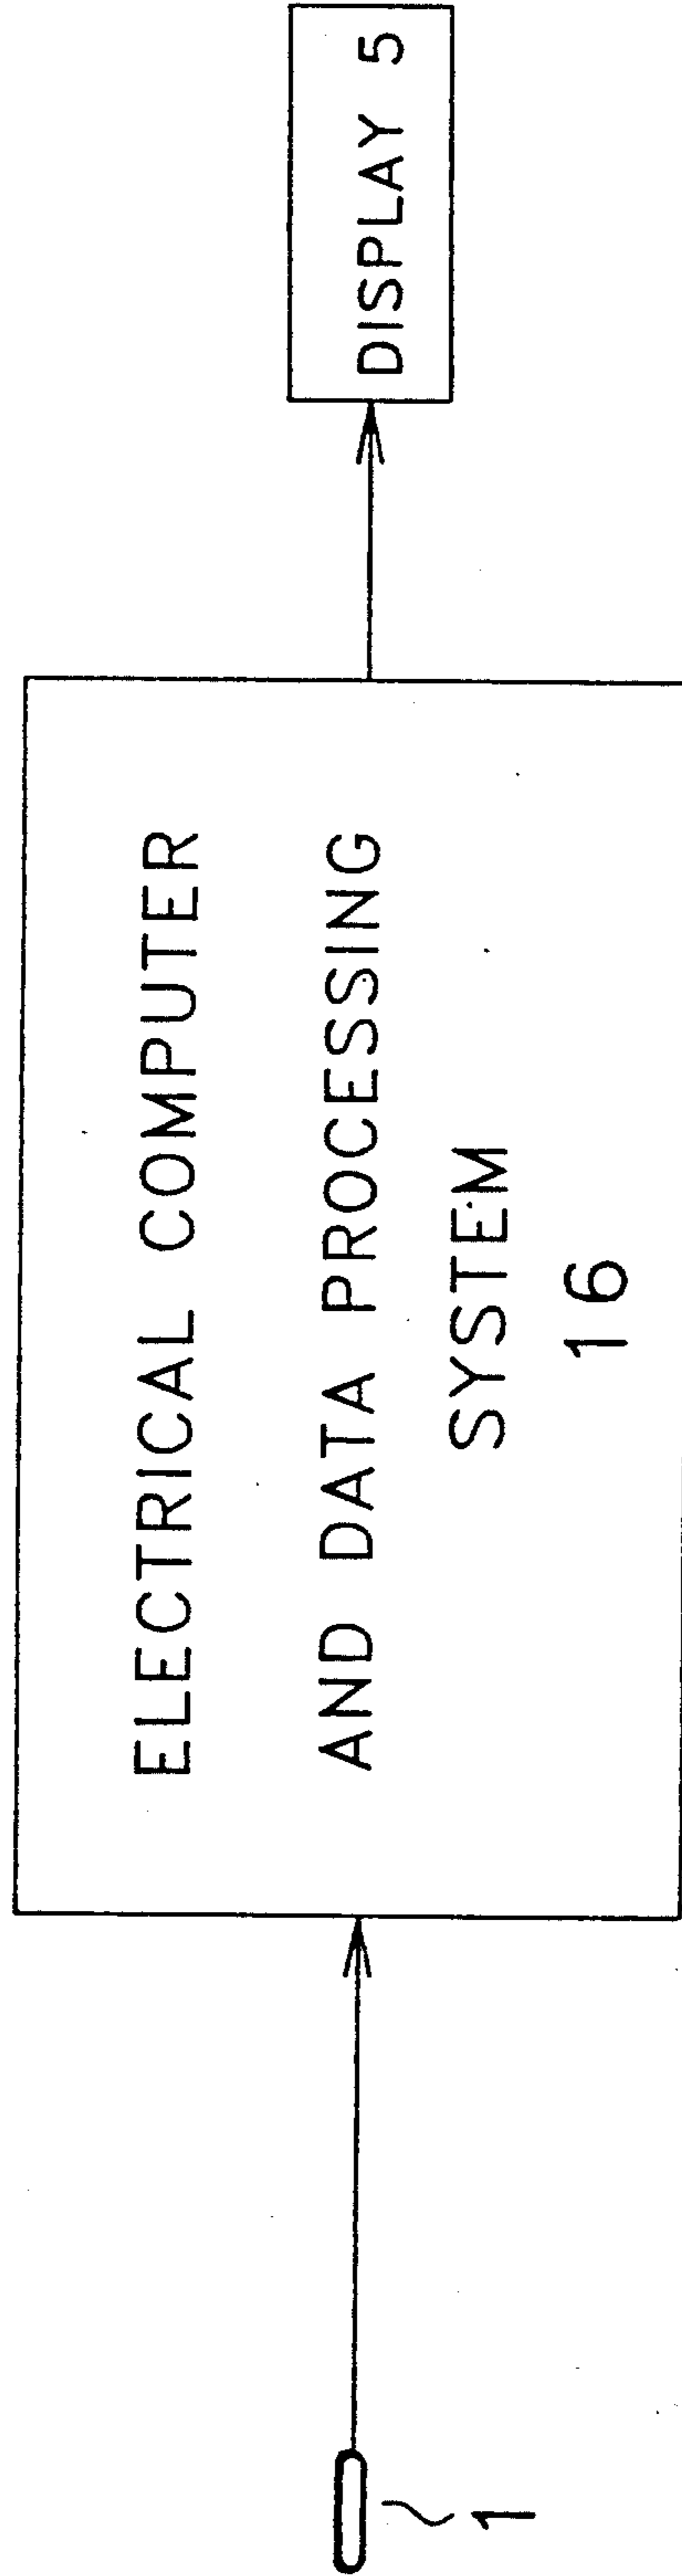 1
ELECTRICAL COMPUTER
AND DATA PROCESSING
SYSTEM
16
DISPLAY 5